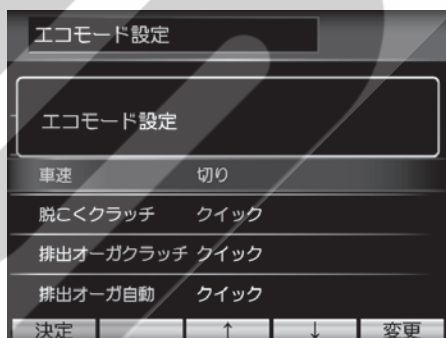 エコモード設定
エコモード設定
車速 切り
脱こくクラッチ クイック
排出オーガクラッチ クイック
排出オーガ自動 クイック
決定 ↑ ↓ 変更